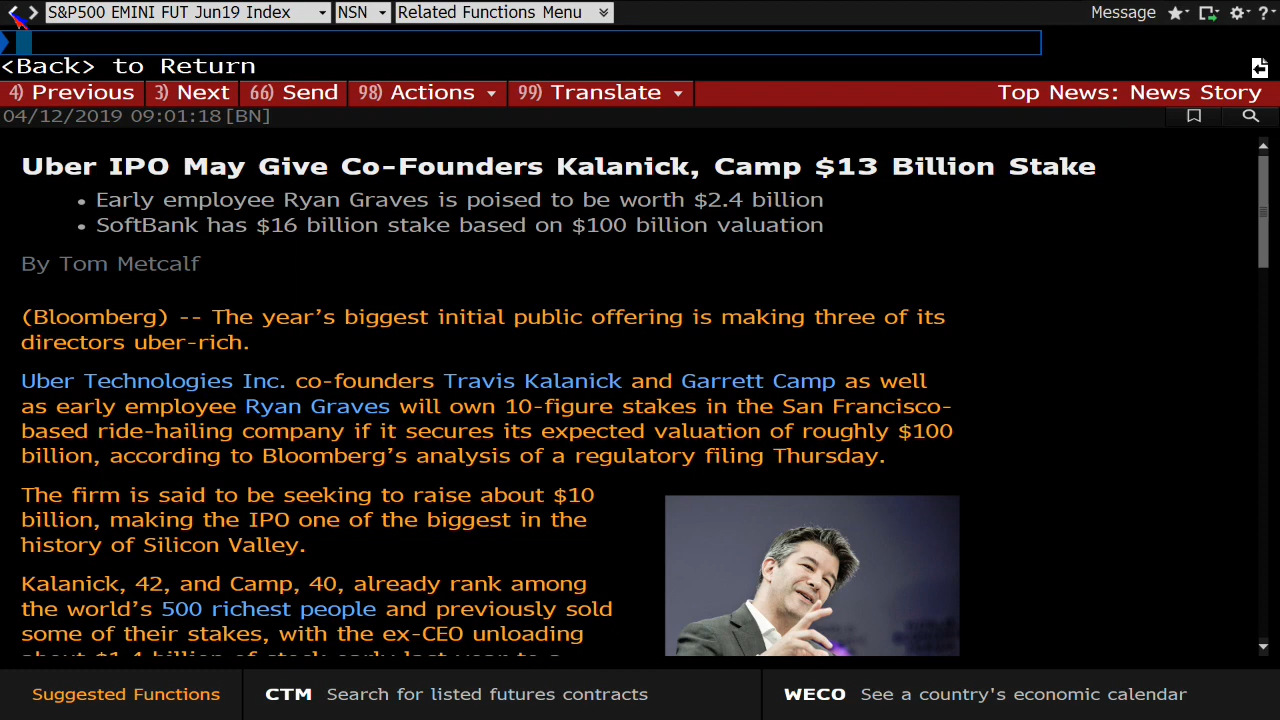 S&P500 EMINI FUT Jun19 Index NSN Related Functions Menu Message ?
<Back> to Return
4) Previous 3) Next 66) Send 98) Actions 99) Translate Top News: News Story
04/12/2019 09:01:18 [BN]
Uber IPO May Give Co-Founders Kalanick, Camp $13 Billion Stake
• Early employee Ryan Graves is poised to be worth $2.4 billion
• SoftBank has $16 billion stake based on $100 billion valuation
By Tom Metcalf
(Bloomberg) -- The year's biggest initial public offering is making three of its
directors uber-rich.
Uber Technologies Inc. co-founders Travis Kalanick and Garrett Camp as well
as early employee Ryan Graves will own 10-figure stakes in the San Francisco-
based ride-hailing company if it secures its expected valuation of roughly $100
billion, according to Bloomberg's analysis of a regulatory filing Thursday.
The firm is said to be seeking to raise about $10
billion, making the IPO one of the biggest in the
history of Silicon Valley.
Kalanick, 42, and Camp, 40, already rank among
the world's 500 richest people and previously sold
some of their stakes, with the ex-CEO unloading
about $1.4 billion of stock early last year to a
Suggested Functions CTM Search for listed futures contracts WECO See a country's economic calendar